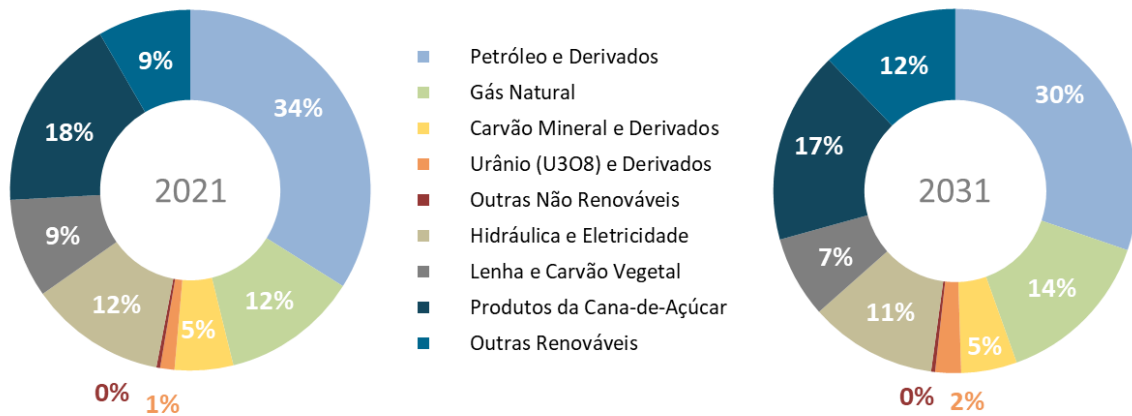 2021
34%
12%
5%
1%
0%
12%
9%
18%
9%
Petróleo e Derivados
Gás Natural
Carvão Mineral e Derivados
Urânio (U3O8) e Derivados
Outras Não Renováveis
Hidráulica e Eletricidade
Lenha e Carvão Vegetal
Produtos da Cana-de-Açúcar
Outras Renováveis
2031
30%
14%
5%
2%
0%
11%
7%
17%
12%